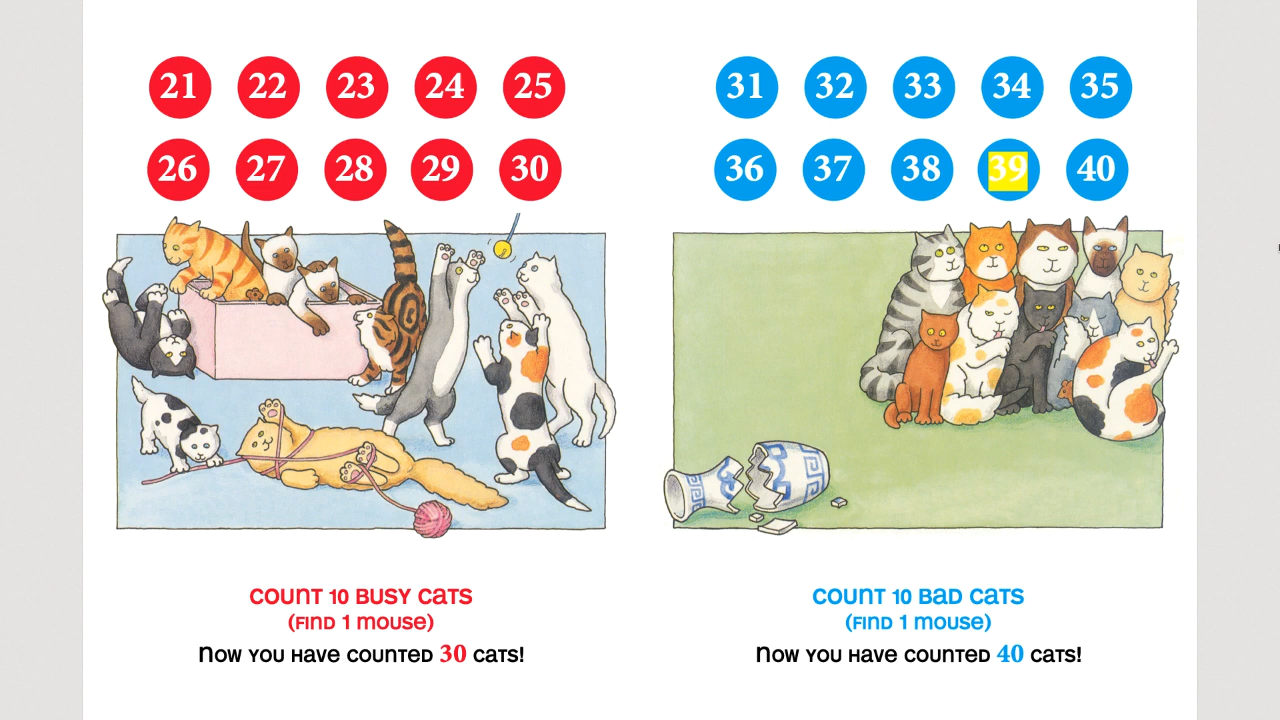 21 22 23 24 25
26 27 28 29 30
COUNT 10 BUSY CATS
(FIND 1 MOUSE)
NOW YOU HAVE COUNTED 30 CATS!
31 32 33 34 35
36 37 38 39 40
COUNT 10 BAD CATS
(FIND 1 MOUSE)
NOW YOU HAVE COUNTED 40 CATS!